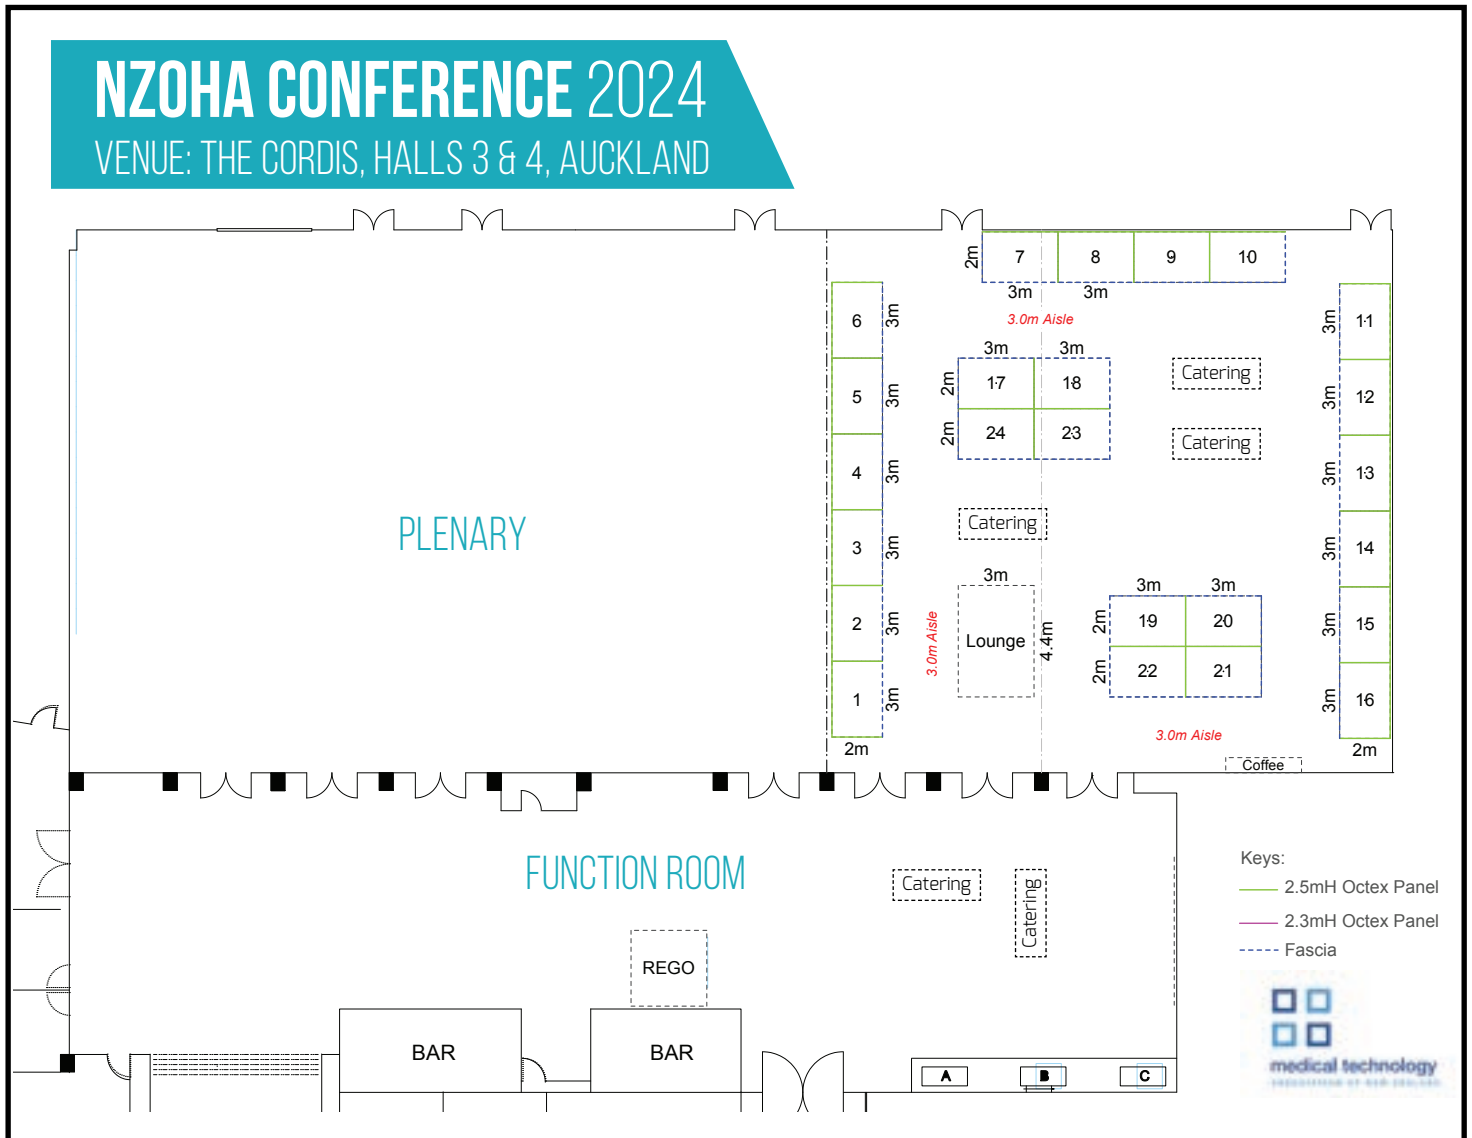 NZOHA CONFERENCE 2024
VENUE: THE CORDIS, HALLS 3 & 4, AUCKLAND
2m
7
8
9
10
3m
3m
3.0m Aisle
6
3m
5
3m
4
3m
3
3m
2
3m
1
3m
2m
3m
3m
2m
17
18
2m
24
23
Catering
Catering
Catering
3m
Lounge
4.4m
3.0m Aisle
3m
3m
2m
19
20
2m
22
21
3.0m Aisle
Coffee
3m
11
3m
12
3m
13
3m
14
3m
15
3m
16
2m
PLENARY
FUNCTION ROOM
Catering
Catering
REGO
BAR
BAR
A
B
C
Keys:
2.5mH Octex Panel
2.3mH Octex Panel
Fascia
medical technology
ASSOCIATION OF NEW ZEALAND